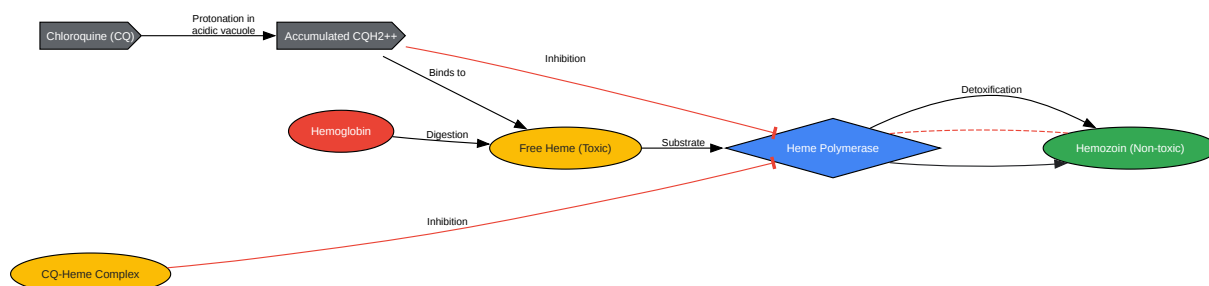 Protonation in
acidic vacuole
Chloroquine (CQ)
Accumulated CQH2++
Inhibition
Binds to
Detoxification
Hemoglobin
Digestion
Free Heme (Toxic)
Substrate
Heme Polymerase
Hemozoin (Non-toxic)
Inhibition
CQ-Heme Complex